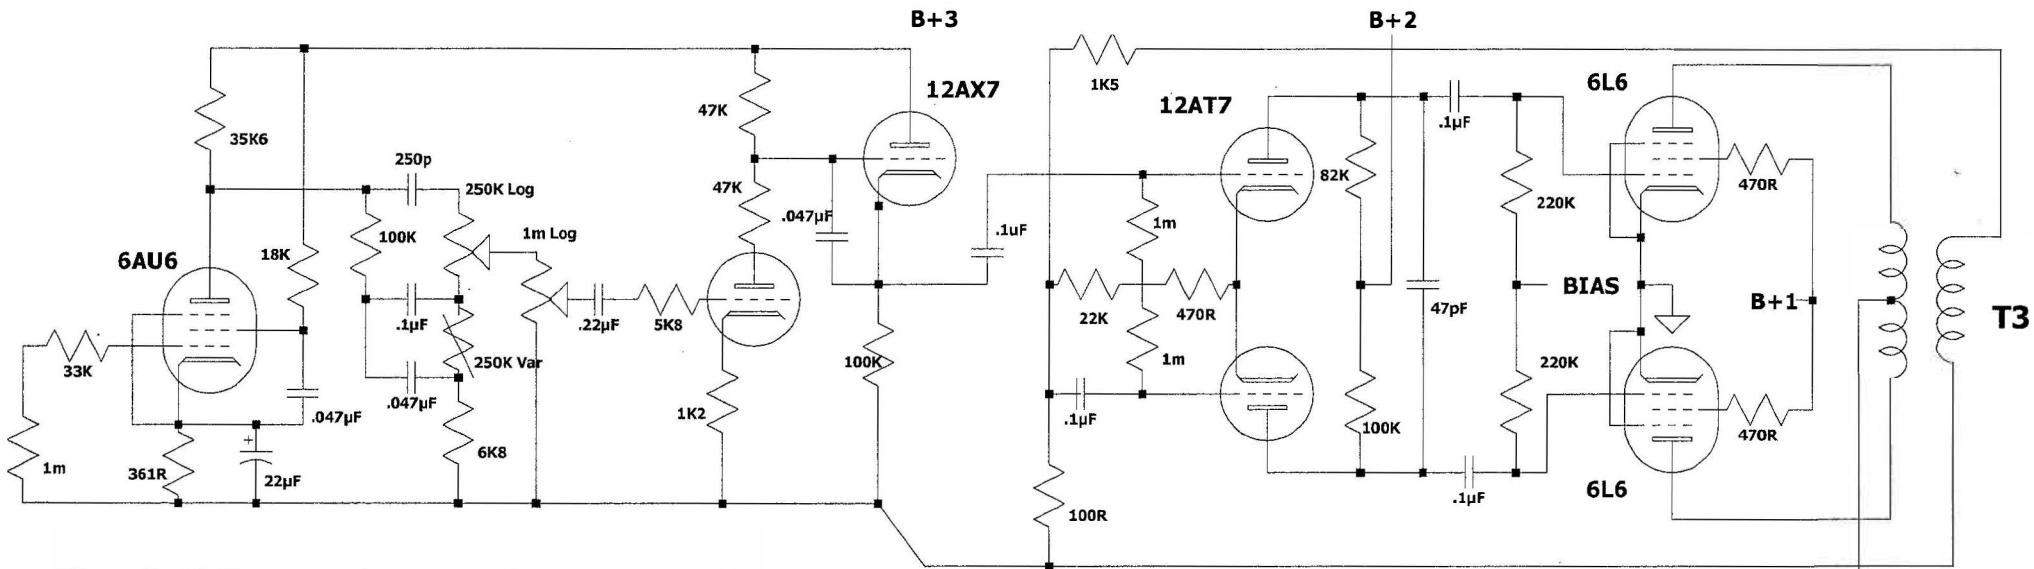 B+3
B+2
12AX7
6L6
1K5
12AT7
47K
.1µF
35K6
250p
250K Log
47K
82K
470R
220K
.047µF
100K
1m Log
.1uF
1m
6AU6
18K
BIAS
B+1
T3
.1µF
.22µF
5K8
22K
470R
47pF
33K
250K Var
100K
1m
220K
.047µF
.047µF
1K2
.1µF
100K
470R
1m
361R
+
22µF
6K8
100R
.1µF
6L6